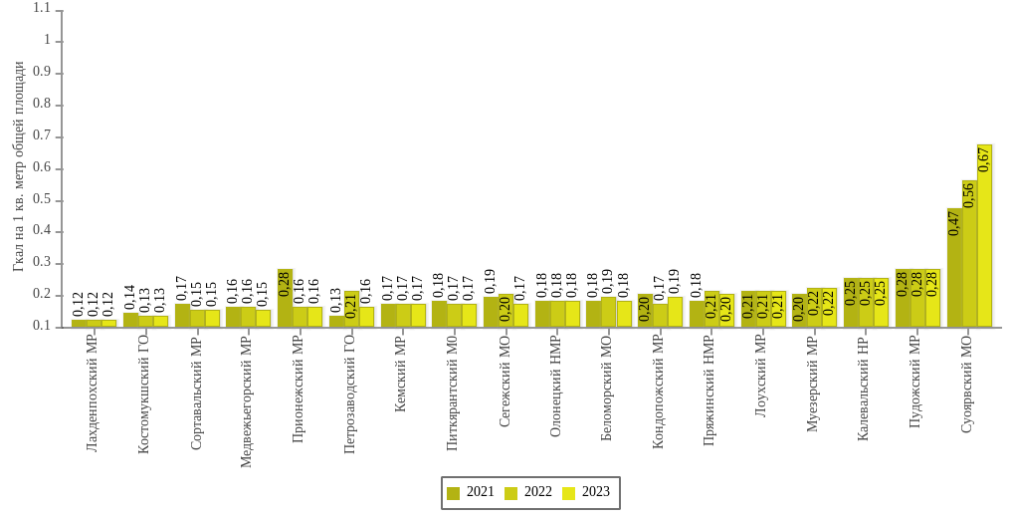 1.1
1
0.9
0.8
0.7
0.6
0.5
0.4
0.3
0.2
0.1
Гкал на 1 кв. метр общей площади
0,12 0,12 0,12
0,14 0,13 0,13
0,17 0,15 0,15
0,16 0,16 0,15
0,28 0,16 0,16
0,13 0,21 0,16
0,17 0,17 0,17
0,18 0,17 0,17
0,19 0,20 0,17
0,18 0,18 0,18
0,18 0,19 0,18
0,20 0,17 0,19
0,18 0,21 0,20
0,21 0,21 0,21
0,20 0,22 0,22
0,25 0,25 0,25
0,28 0,28 0,28
0,47 0,56 0,67
Лахденпохский МР
Костомукшский ГО
Сортавальский МР
Медвежьегорский МР
Прионежский МР
Петрозаводский ГО
Кемский МР
Питкярантский М0
Сегежский МО
Олонецкий НМР
Беломорский МО
Кондопожский МР
Пряжинский НМР
Лоухский МР
Муезерский МР
Калевальский НР
Пудожский МР
Суоярвский МО
2021 2022 2023